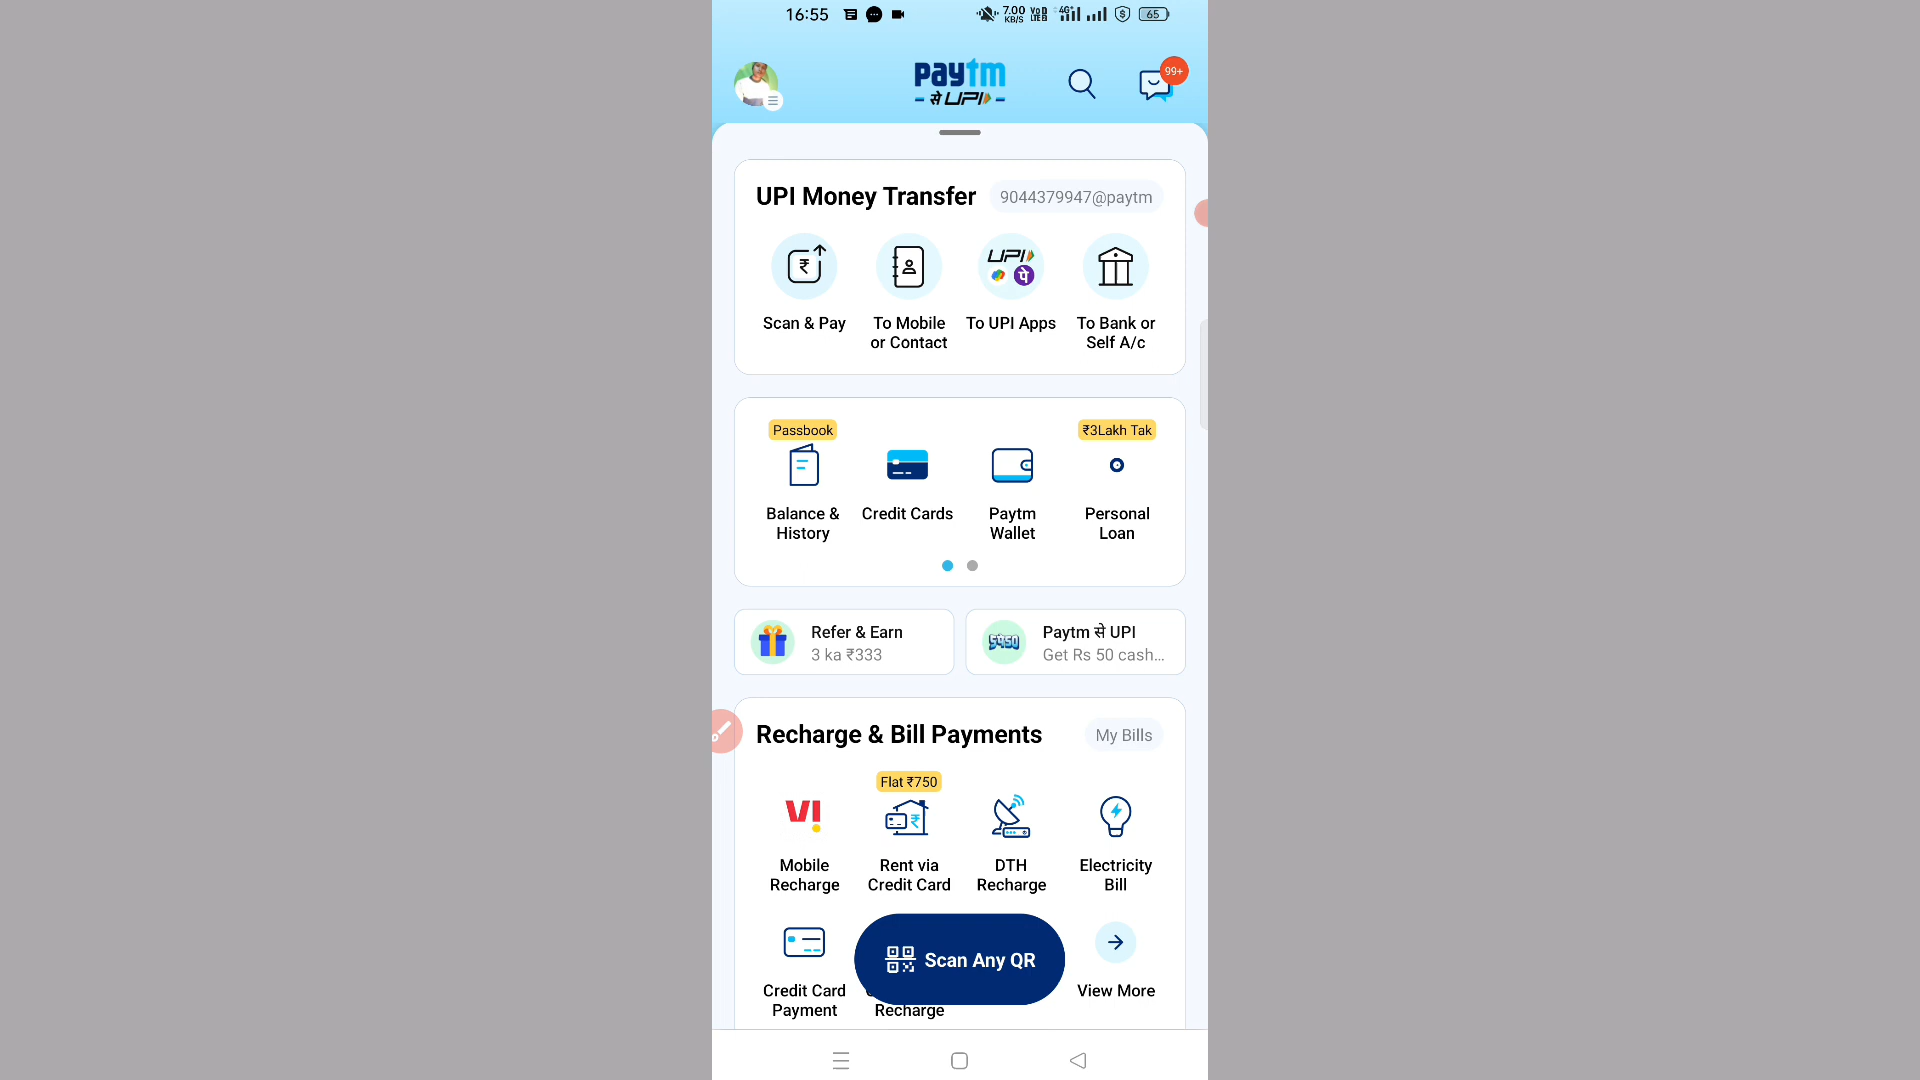 16:55
7.00
KB/S
4G+
65
paytm
से UPI
99+
UPI Money Transfer
9044379947@paytm
UPI
पे
Scan & Pay
To Mobile
or Contact
To UPI Apps
To Bank or
Self A/c
Passbook
₹3Lakh Tak
Balance &
History
Credit Cards
Paytm
Wallet
Personal
Loan
Refer & Earn
3 ka ₹333
Paytm से UPI
Get Rs 50 cash...
Recharge & Bill Payments
My Bills
Flat ₹750
VI
Mobile
Recharge
Rent via
Credit Card
DTH
Recharge
Electricity
Bill
Scan Any QR
Credit Card
Payment
Recharge
View More